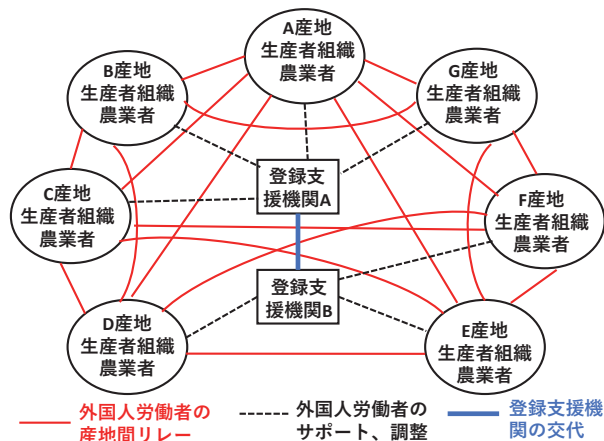 A産地
生産者組織
農業者
B産地
生産者組織
農業者
G産地
生産者組織
農業者
登録支
援機関A
C産地
生産者組織
農業者
F産地
生産者組織
農業者
登録支
援機関B
D産地
生産者組織
農業者
E産地
生産者組織
農業者
外国人労働者の
産地間リレー
外国人労働者の
サポート、調整
登録支援機
関の交代